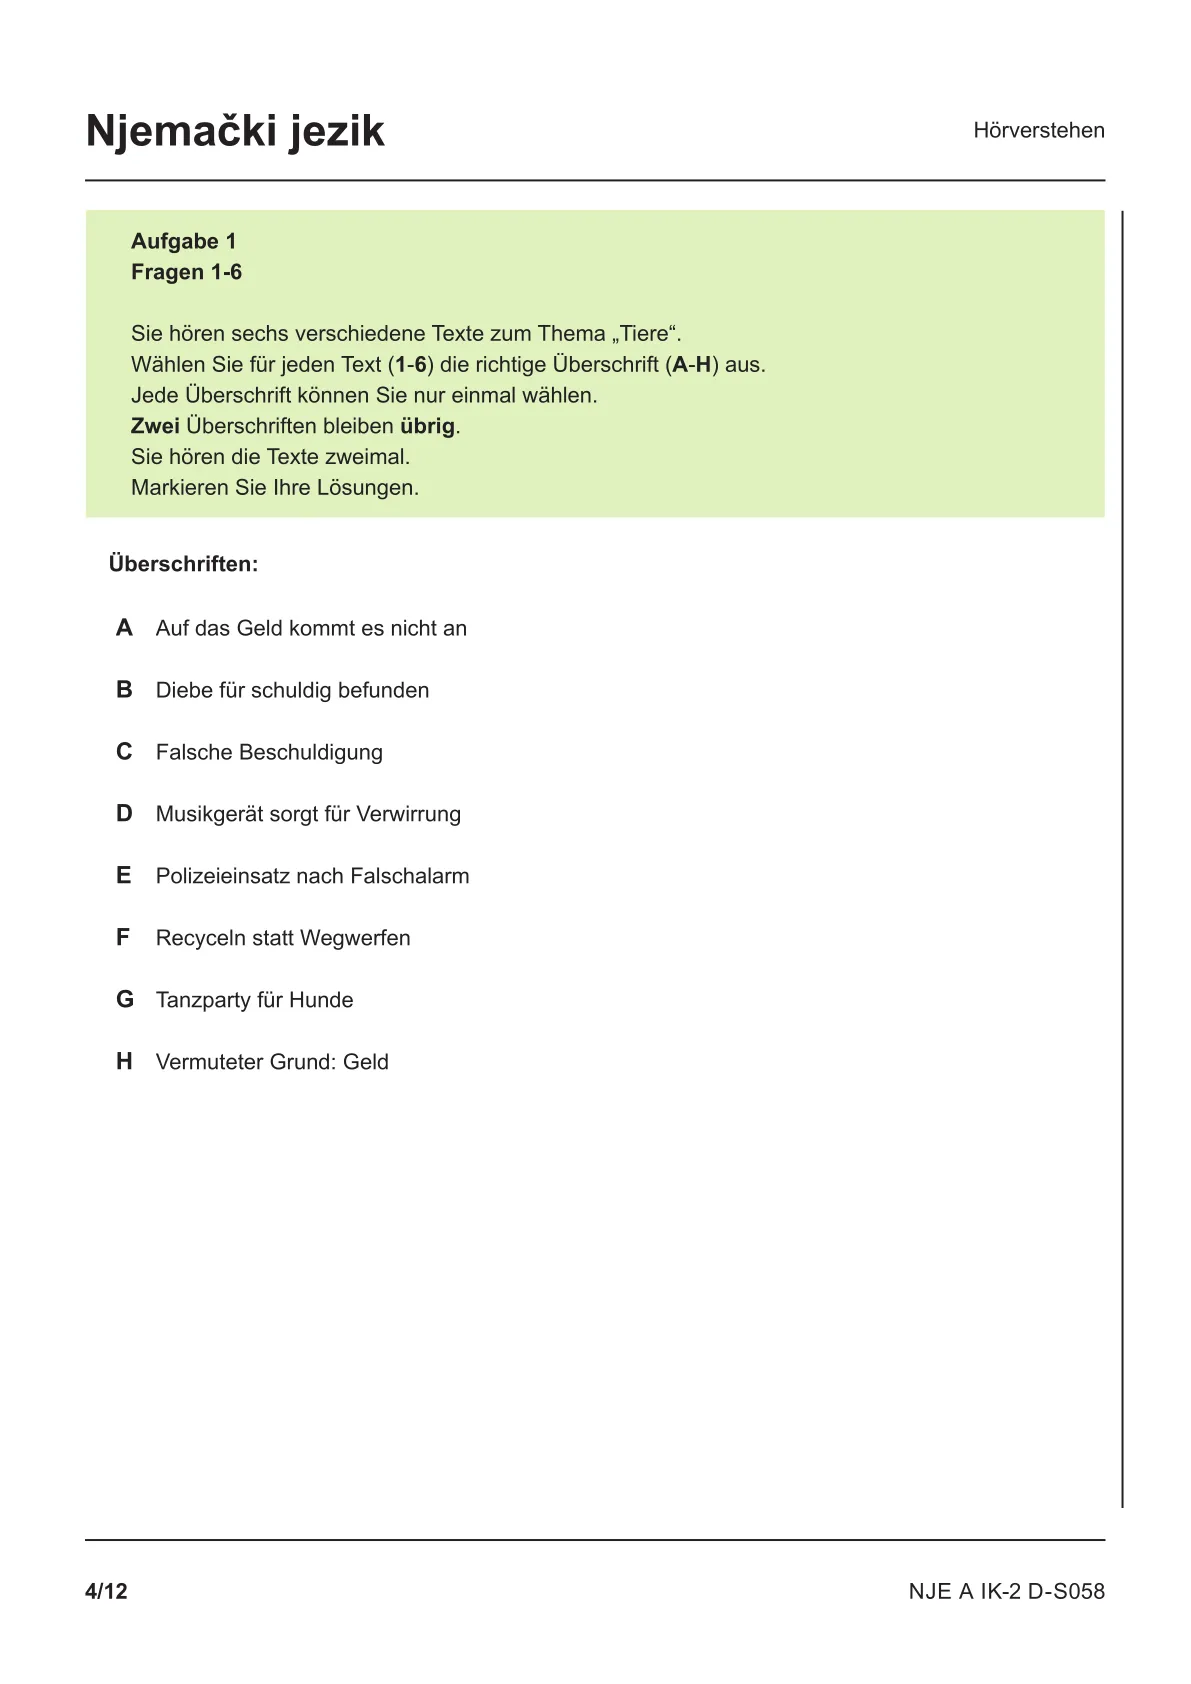 Njemački jezik
Hörverstehen
Aufgabe 1
Fragen 1-6
Sie hören sechs verschiedene Texte zum Thema „Tiere“.
Wählen Sie für jeden Text (1-6) die richtige Überschrift (A-H) aus.
Jede Überschrift können Sie nur einmal wählen.
Zwei Überschriften bleiben übrig.
Sie hören die Texte zweimal.
Markieren Sie Ihre Lösungen.
Überschriften:
A Auf das Geld kommt es nicht an
B Diebe für schuldig befunden
C Falsche Beschuldigung
D Musikgerät sorgt für Verwirrung
E Polizeieinsatz nach Falschalarm
F Recyceln statt Wegwerfen
G Tanzparty für Hunde
H Vermuteter Grund: Geld
4/12
NJE A IK-2 D-S058